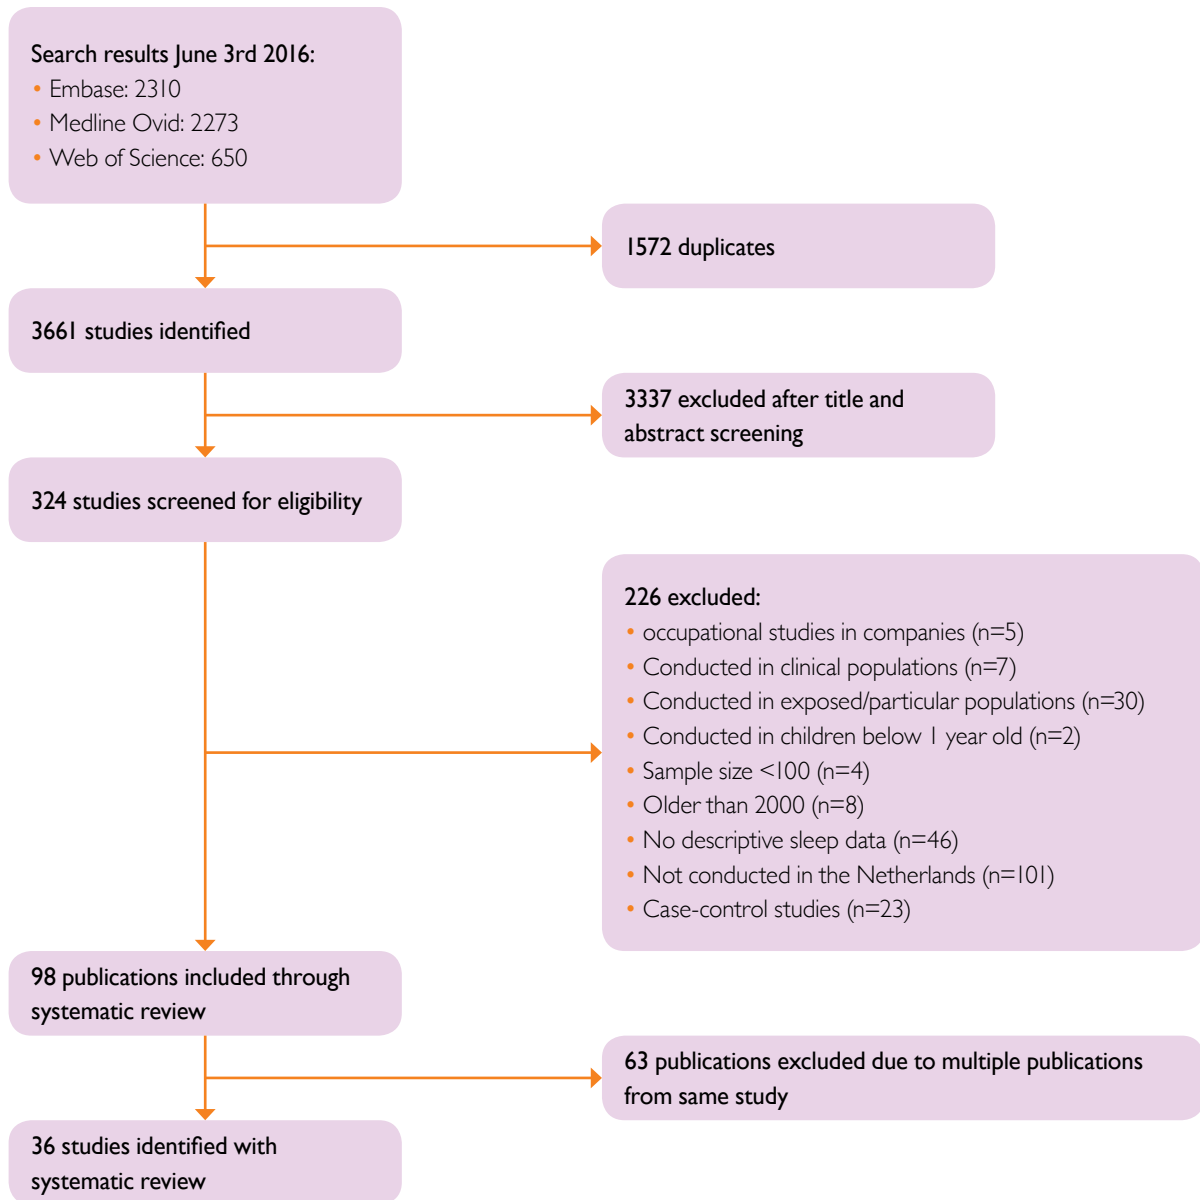 Search results June 3rd 2016:
• Embase: 2310
• Medline Ovid: 2273
• Web of Science: 650
1572 duplicates
3661 studies identified
3337 excluded after title and
abstract screening
324 studies screened for eligibility
226 excluded:
• occupational studies in companies (n=5)
• Conducted in clinical populations (n=7)
• Conducted in exposed/particular populations (n=30)
• Conducted in children below 1 year old (n=2)
• Sample size <100 (n=4)
• Older than 2000 (n=8)
• No descriptive sleep data (n=46)
• Not conducted in the Netherlands (n=101)
• Case-control studies (n=23)
98 publications included through
systematic review
63 publications excluded due to multiple publications
from same study
36 studies identified with
systematic review